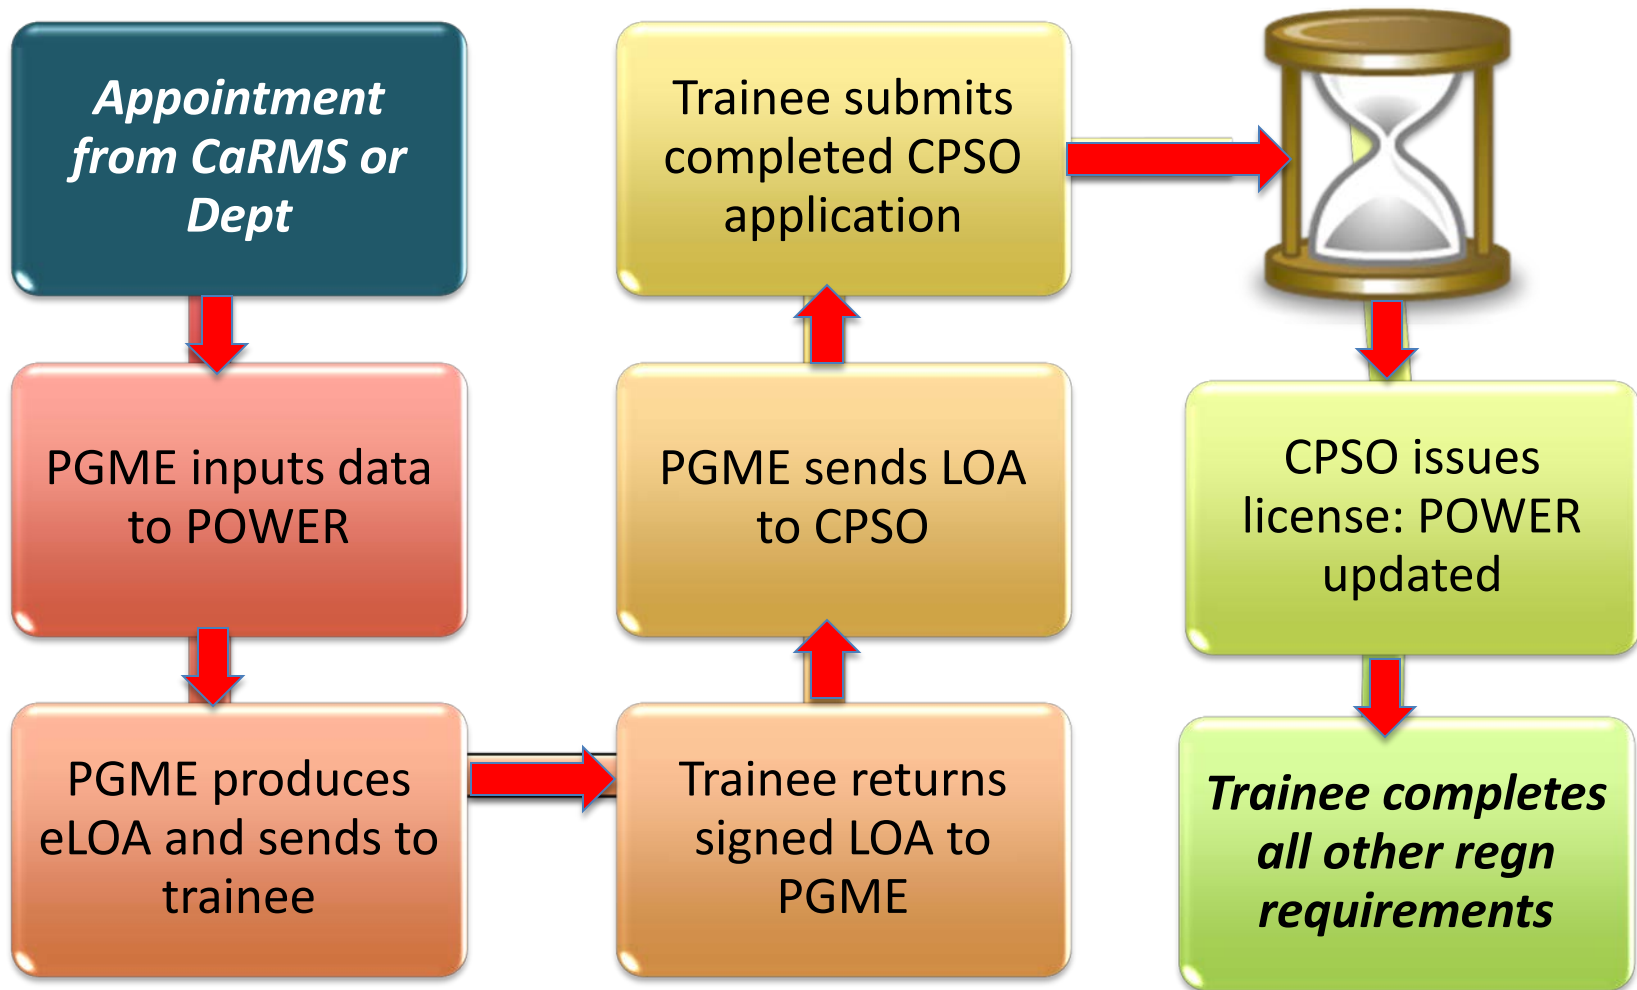 Appointment
from CaRMS or
Dept
PGME inputs data
to POWER
PGME produces
eLOA and sends to
trainee
Trainee returns
signed LOA to
PGME
PGME sends LOA
to CPSO
Trainee submits
completed CPSO
application
CPSO issues
license: POWER
updated
Trainee completes
all other regn
requirements